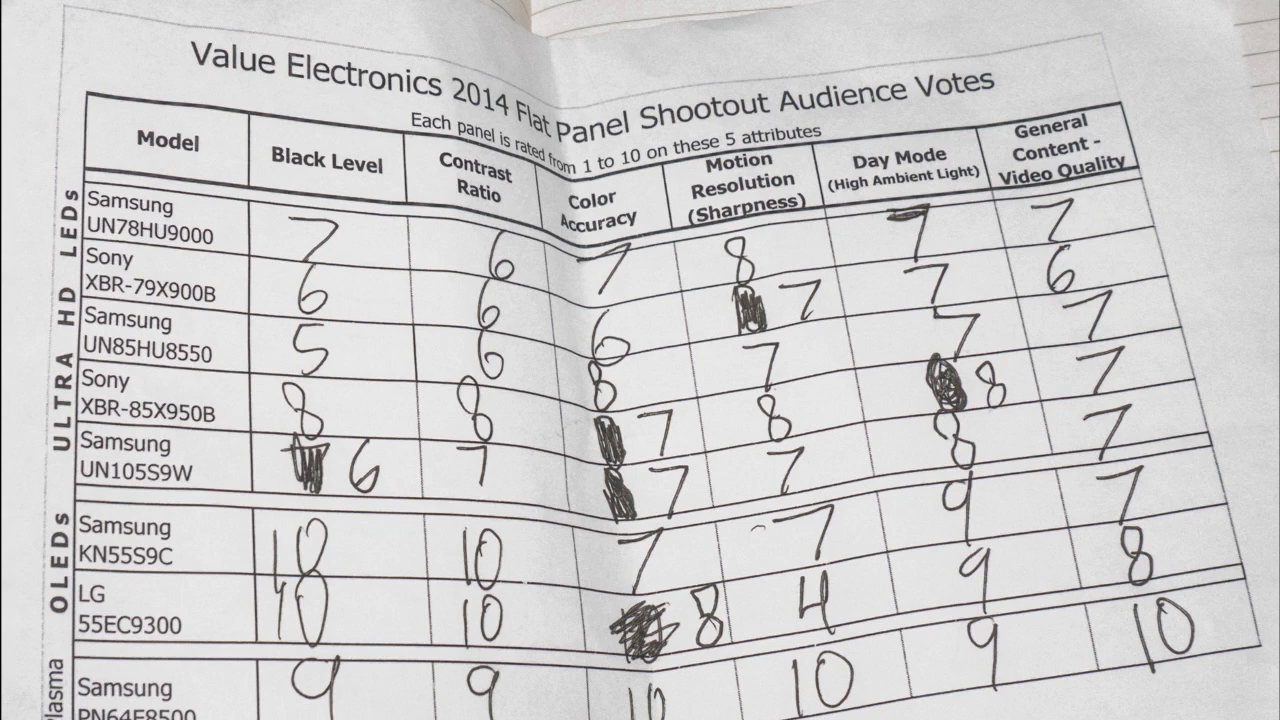 Value Electronics 2014 Flat Panel Shootout Audience Votes
Each panel is rated from 1 to 10 on these 5 attributes
Model
Black Level
Contrast
Ratio
Color
Accuracy
Motion
Resolution
(Sharpness)
Day Mode
(High Ambient Light)
General
Content -
Video Quality
ULTRA HD LEDs
Samsung
UN78HU9000
7 6 7 8 7 7
Sony
XBR-79X900B
6 6 6 7 7 6
Samsung
UN85HU8550
5 6 8 7 7 7
Sony
XBR-85X950B
8 8 7 8 8 7
Samsung
UN105S9W
6 7 7 7 8 7
OLEDs
Samsung
KN55S9C
10 10 7 7 9 7
LG
55EC9300
10 10 8 4 9 8
Plasma
Samsung
PN64F8500
9 9 10 10 9 10